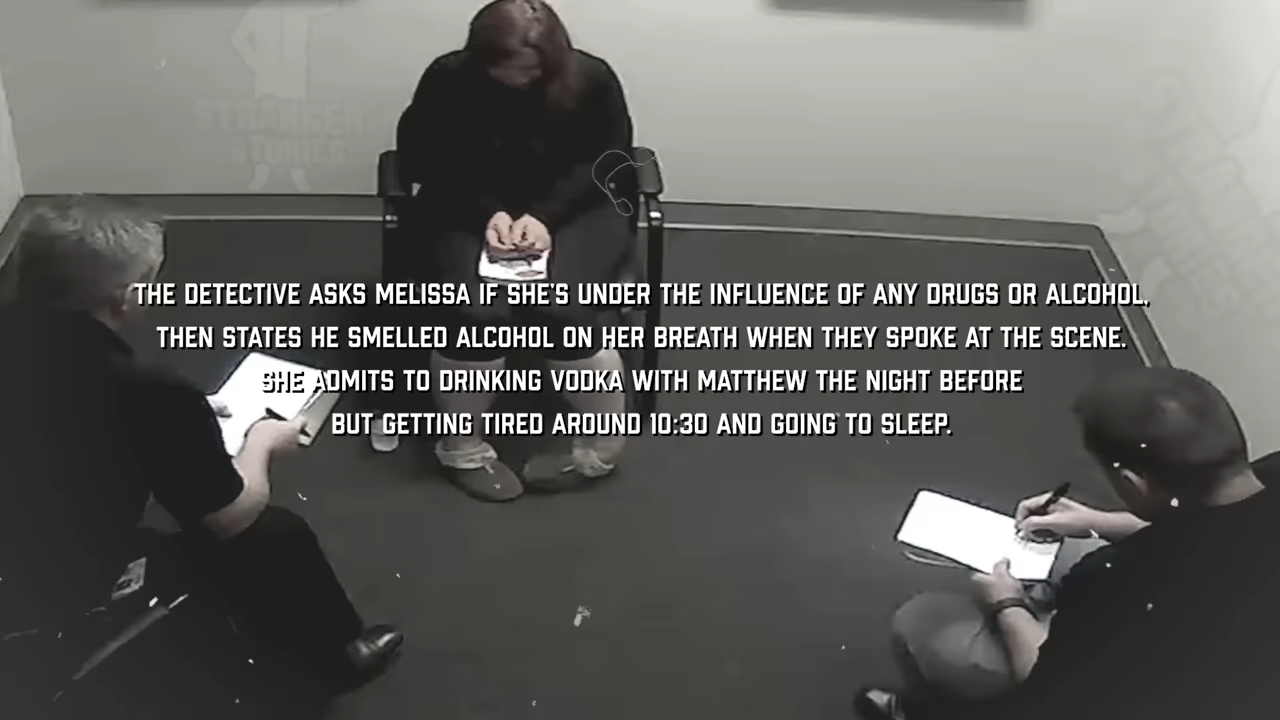 STRANGER
STORIES
THE DETECTIVE ASKS MELISSA IF SHE'S UNDER THE INFLUENCE OF ANY DRUGS OR ALCOHOL,
THEN STATES HE SMELLED ALCOHOL ON HER BREATH WHEN THEY SPOKE AT THE SCENE.
SHE ADMITS TO DRINKING VODKA WITH MATTHEW THE NIGHT BEFORE
BUT GETTING TIRED AROUND 10:30 AND GOING TO SLEEP.